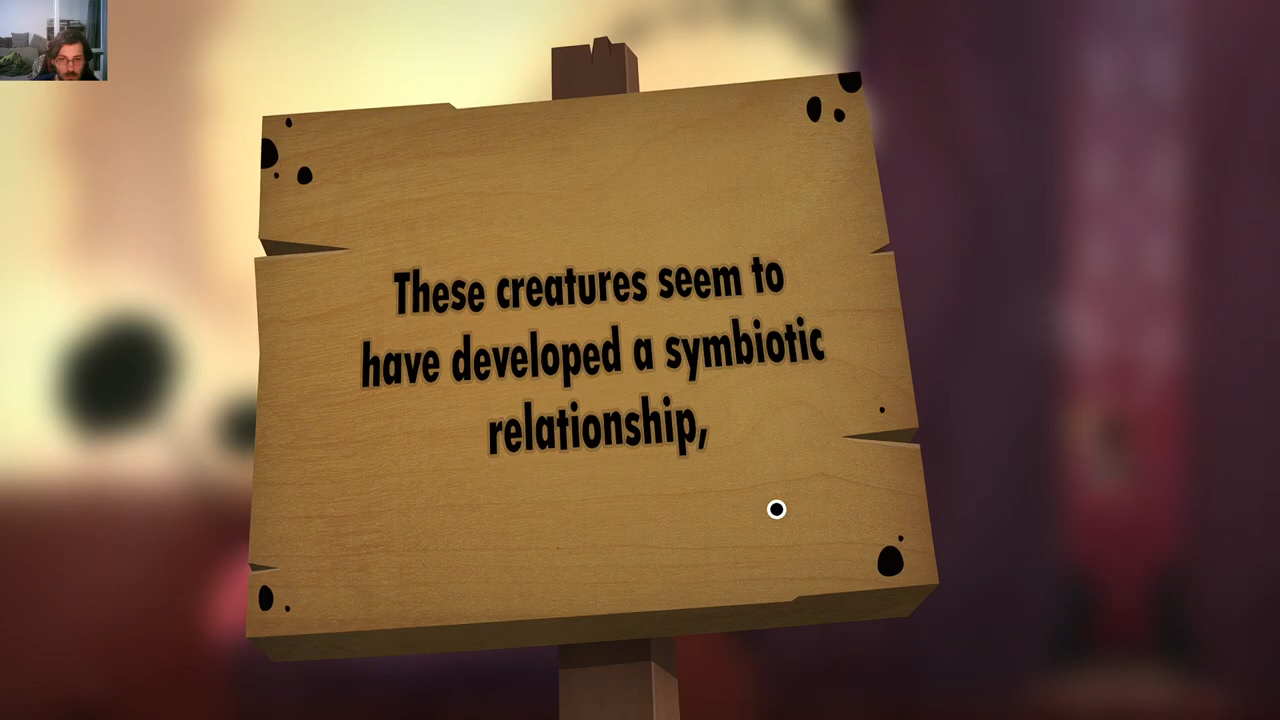 These creatures seem to
have developed a symbiotic
relationship,